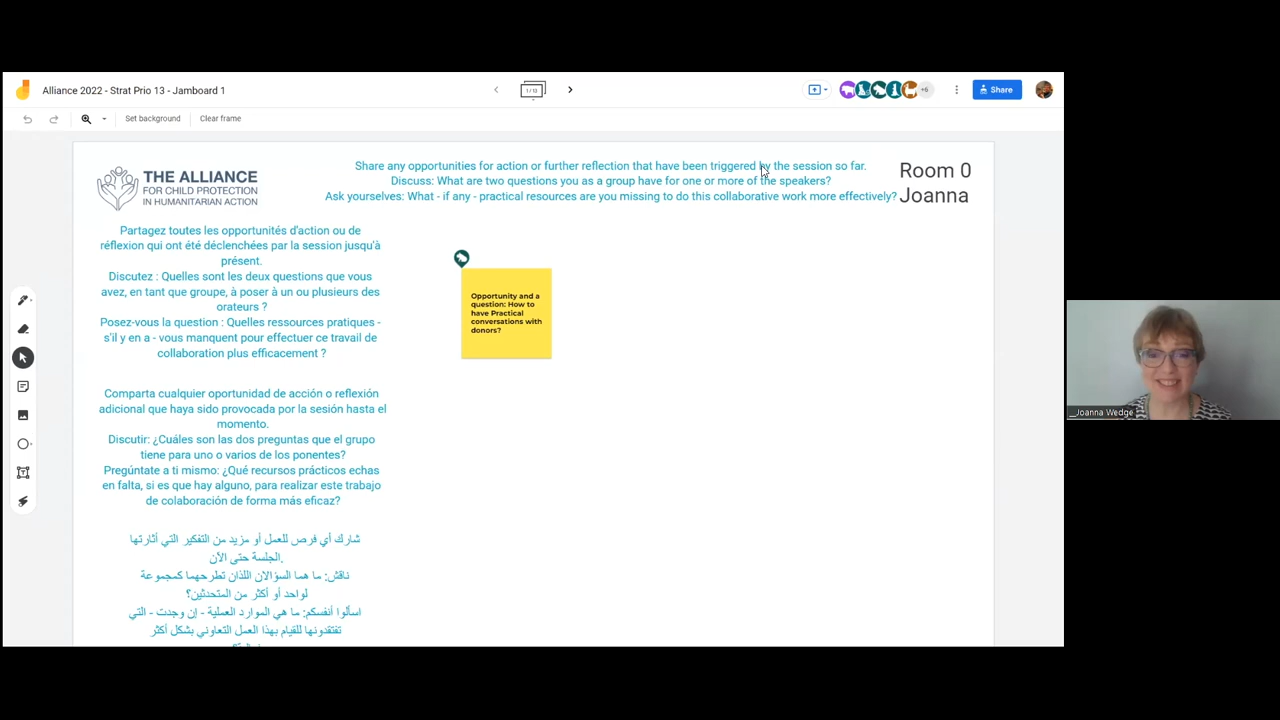 Alliance 2022 - Strat Prio 13 - Jamboard 1
1 / 13
+6
Share
Set background
Clear frame
THE ALLIANCE
FOR CHILD PROTECTION
IN HUMANITARIAN ACTION
Share any opportunities for action or further reflection that have been triggered by the session so far.
Discuss: What are two questions you as a group have for one or more of the speakers?
Ask yourselves: What - if any - practical resources are you missing to do this collaborative work more effectively?
Room 0
Joanna
Partagez toutes les opportunités d'action ou de
réflexion qui ont été déclenchées par la session jusqu'à
présent.
Discutez : Quelles sont les deux questions que vous
avez, en tant que groupe, à poser à un ou plusieurs des
orateurs ?
Posez-vous la question : Quelles ressources pratiques -
s'il y en a - vous manquent pour effectuer ce travail de
collaboration plus efficacement ?
Opportunity and a
question: How to
have Practical
conversations with
donors?
Comparta cualquier oportunidad de acción o reflexión
adicional que haya sido provocada por la sesión hasta el
momento.
Discutir: ¿Cuáles son las dos preguntas que el grupo
tiene para uno o varios de los ponentes?
Pregúntate a ti mismo: ¿Qué recursos prácticos echas
en falta, si es que hay alguno, para realizar este trabajo
de colaboración de forma más eficaz?
شارك أي فرص للعمل أو مزيد من التفكير التي أثارتها
الجلسة حتى الآن.
ناقش: ما هما السؤالان اللذان تطرحهما كمجموعة
لواحد أو أكثر من المتحدثين؟
اسألوا أنفسكم: ما هي الموارد العملية - إن وجدت - التي
تفتقدونها للقيام بهذا العمل التعاوني بشكل أكثر
__Joanna Wedge